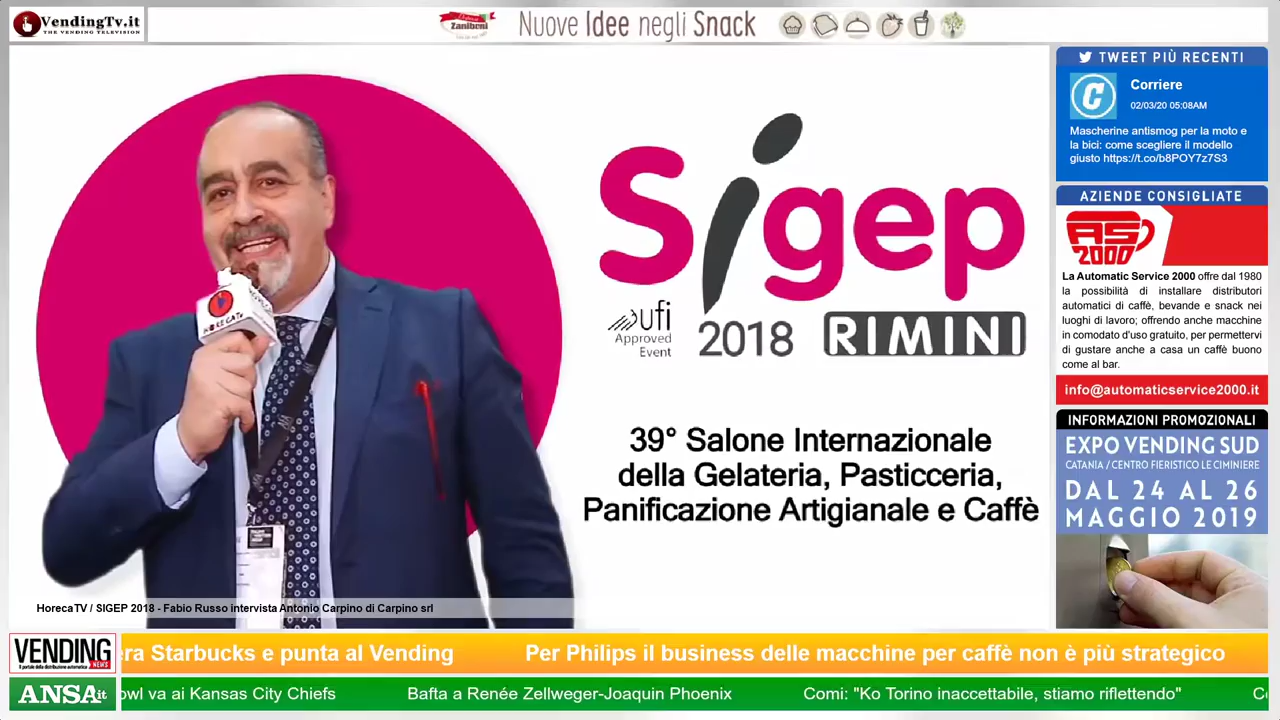 VendingTv.it
THE VENDING TELEVISION
Zaniboni
Nuove Idee negli Snack
TWEET PIÙ RECENTI
Corriere
02/03/20 05:08AM
Mascherine antismog per la moto e
la bici: come scegliere il modello
giusto https://t.co/b8POY7z7S3
Sigep
ufi
Approved
Event
2018 RIMINI
39° Salone Internazionale
della Gelateria, Pasticceria,
Panificazione Artigianale e Caffè
HORECATv
AZIENDE CONSIGLIATE
AS
2000
La Automatic Service 2000 offre dal 1980
la possibilità di installare distributori
automatici di caffè, bevande e snack nei
luoghi di lavoro; offrendo anche macchine
in comodato d'uso gratuito, per permettervi
di gustare anche a casa un caffè buono
come al bar.
info@automaticservice2000.it
INFORMAZIONI PROMOZIONALI
EXPO VENDING SUD
CATANIA / CENTRO FIERISTICO LE CIMINIERE
DAL 24 AL 26
MAGGIO 2019
HorecaTV / SIGEP 2018 - Fabio Russo intervista Antonio Carpino di Carpino srl
VENDING
NEWS
Il portale della distribuzione automatica
era Starbucks e punta al Vending Per Philips il business delle macchine per caffè non è più strategico
ANSA.it
owl va ai Kansas City Chiefs Bafta a Renée Zellweger-Joaquin Phoenix Comi: "Ko Torino inaccettabile, stiamo riflettendo"